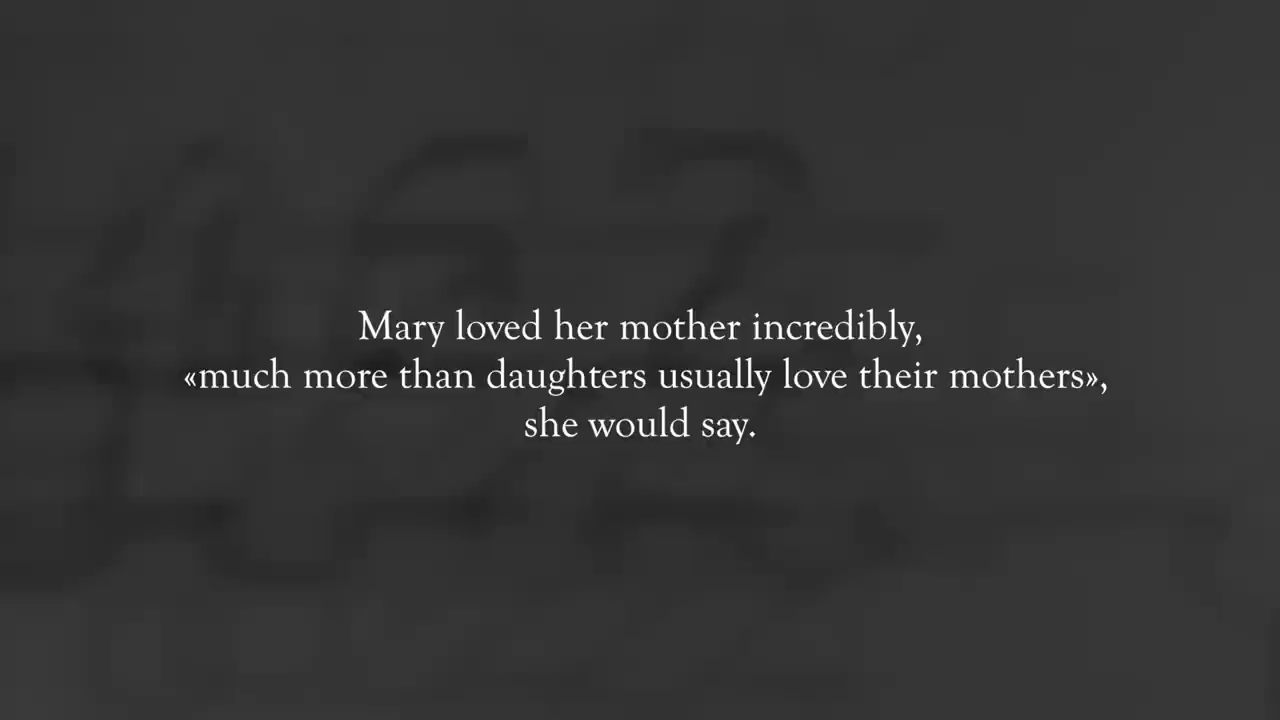 Mary loved her mother incredibly,
«much more than daughters usually love their mothers»,
she would say.